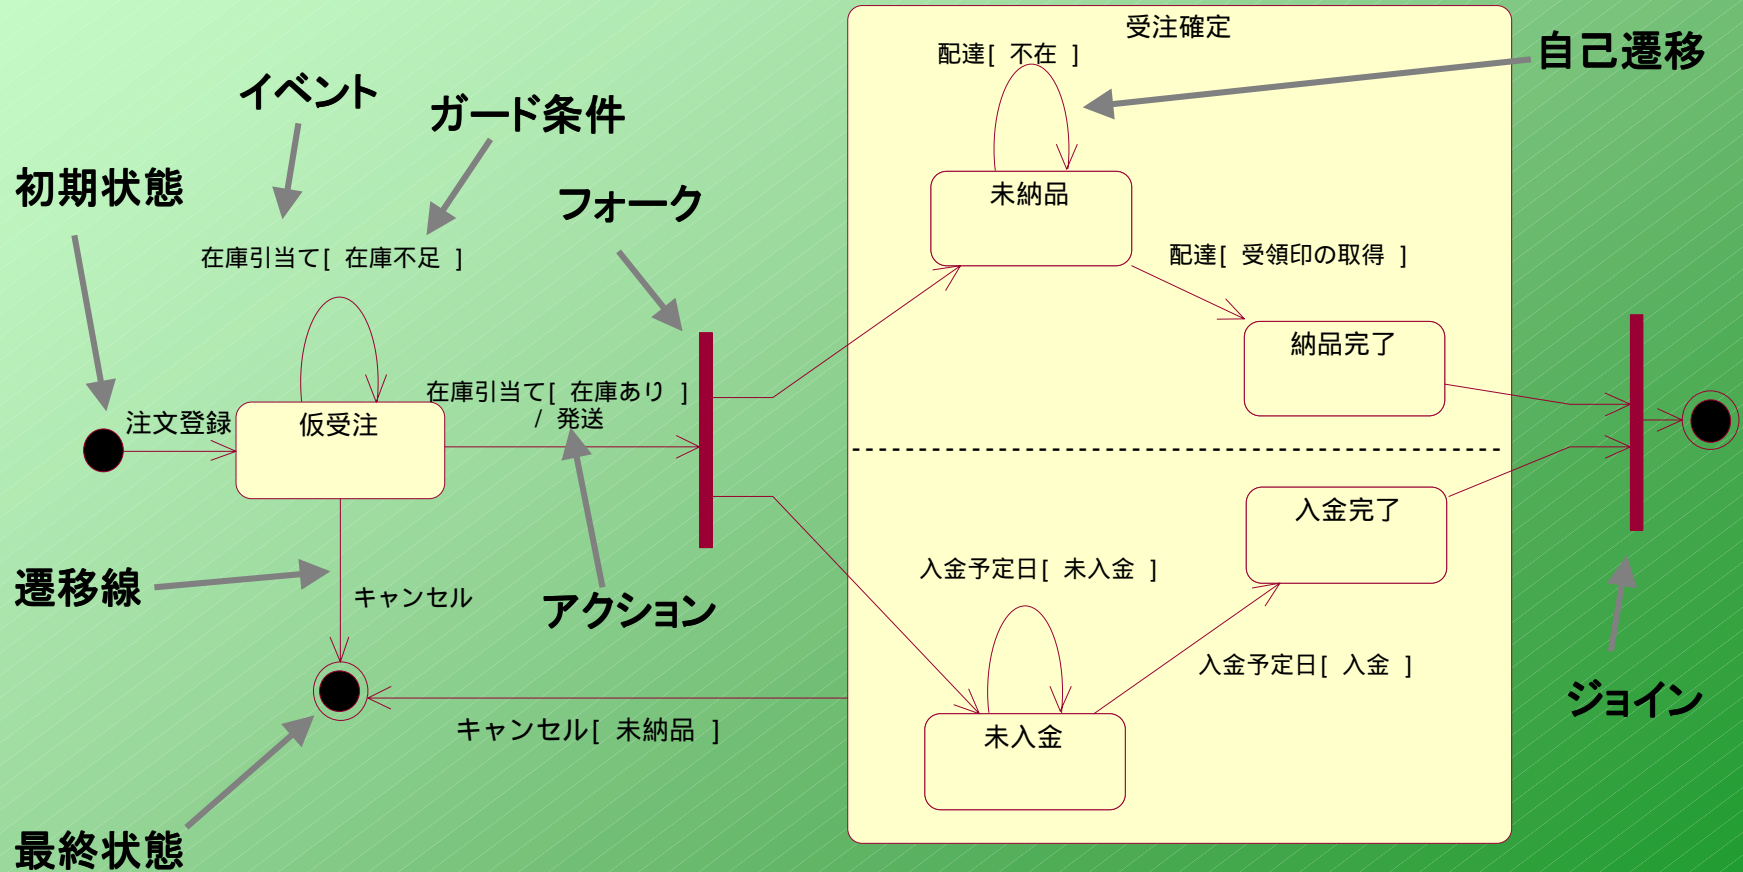 受注確定
自己遷移
配達[ 不在 ]
イベント
ガード条件
初期状態
フォーク
未納品
在庫引当て[ 在庫不足 ]
配達[ 受領印の取得 ]
納品完了
在庫引当て[ 在庫あり ]
/ 発送
注文登録
仮受注
入金完了
入金予定日[ 未入金 ]
遷移線
キャンセル
アクション
入金予定日[ 入金 ]
ジョイン
キャンセル[ 未納品 ]
未入金
最終状態